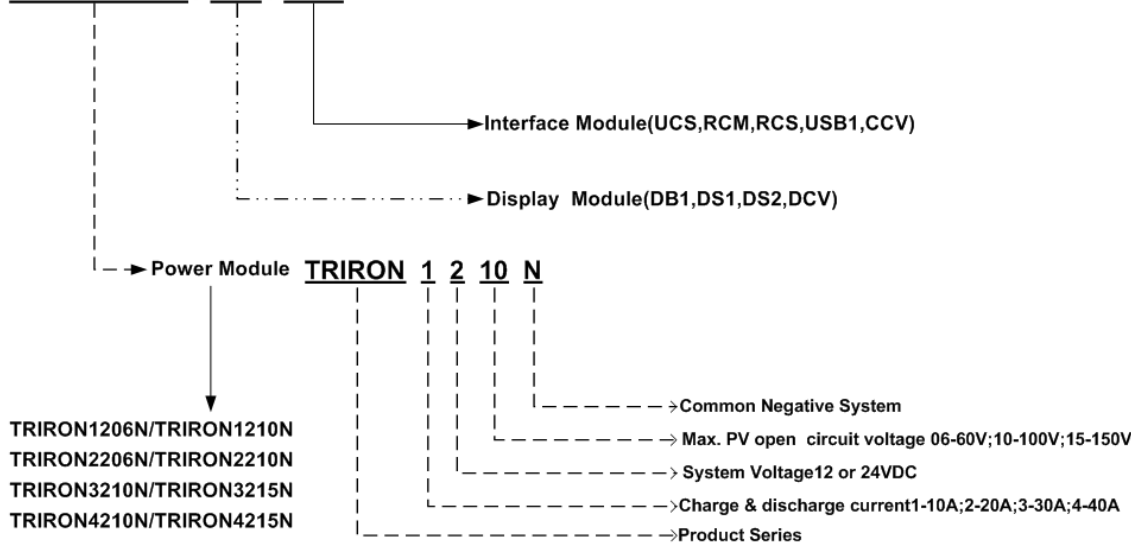 Interface Module(UCS,RCM,RCS,USB1,CCV)
Display Module(DB1,DS1,DS2,DCV)
Power Module TRIRON 1 2 10 N
Common Negative System
TRIRON1206N/TRIRON1210N
Max. PV open circuit voltage 06-60V;10-100V;15-150V
TRIRON2206N/TRIRON2210N
System Voltage12 or 24VDC
TRIRON3210N/TRIRON3215N
Charge & discharge current1-10A;2-20A;3-30A;4-40A
TRIRON4210N/TRIRON4215N
Product Series